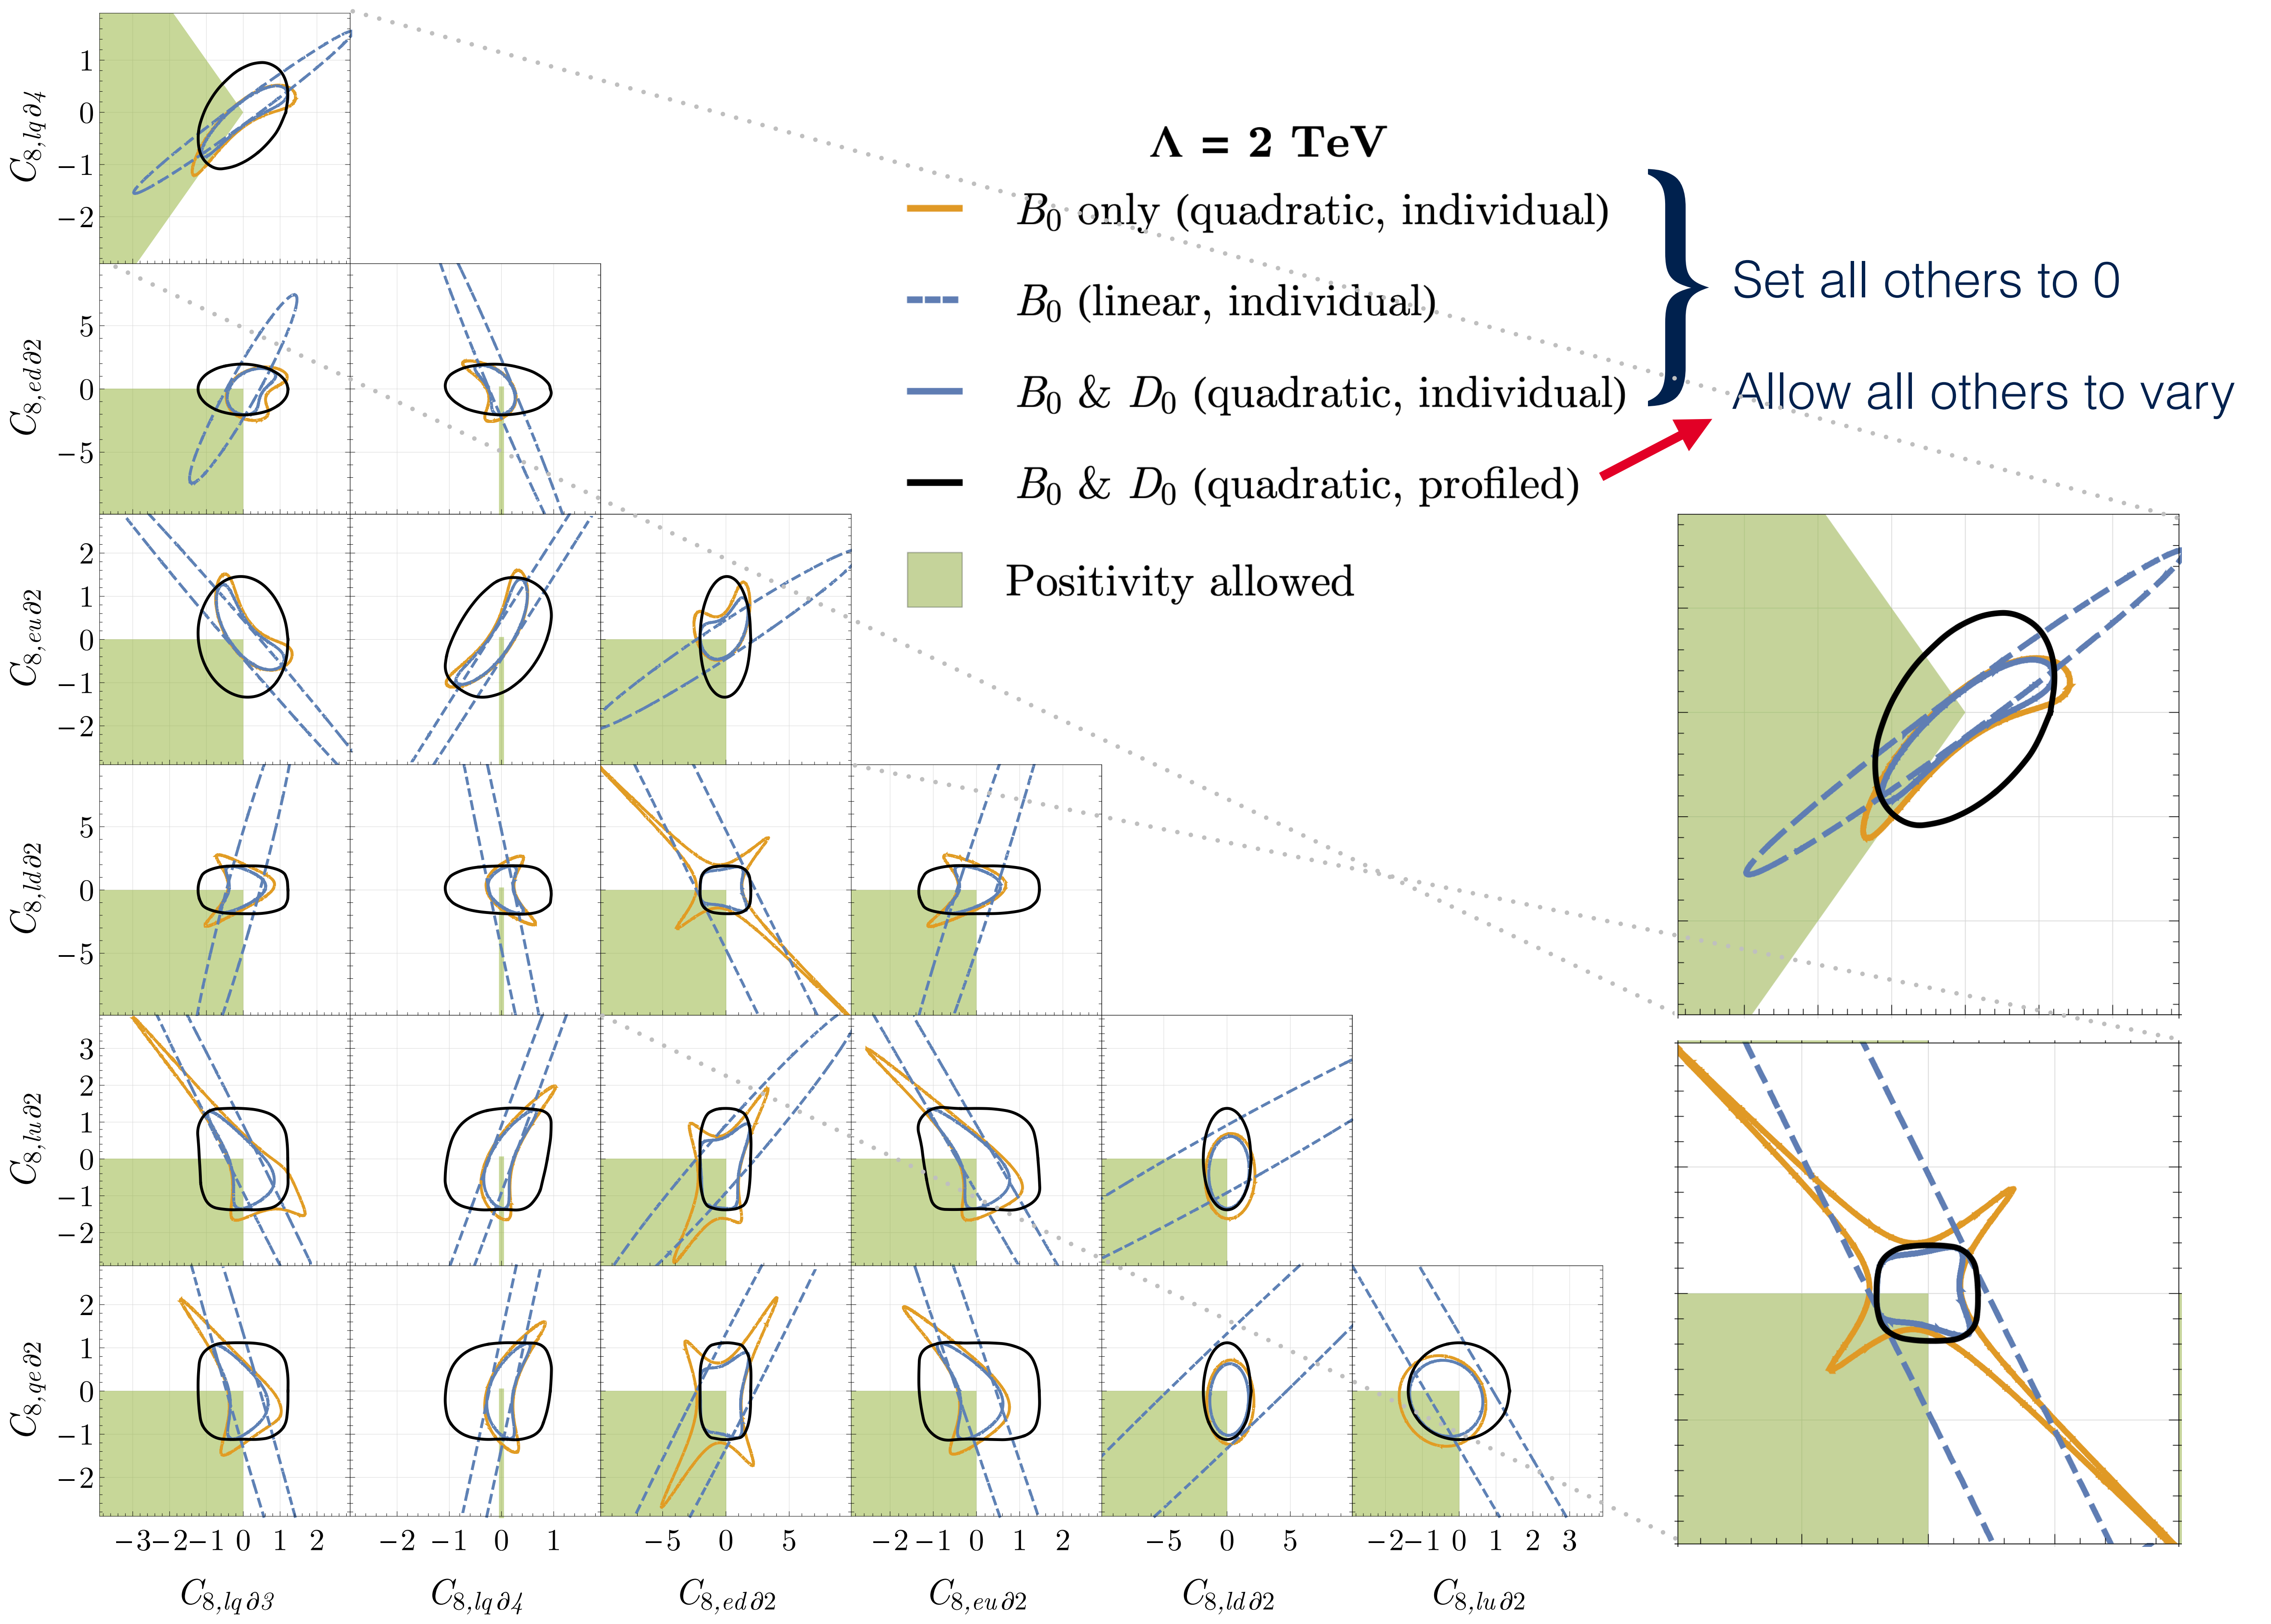 Λ = 2 TeV
B₀ only (quadratic, individual)
B₀ (linear, individual)
B₀ & D₀ (quadratic, individual)
B₀ & D₀ (quadratic, profiled)
Positivity allowed
Set all others to 0
Allow all others to vary
C₈,lq∂4
1
0
−1
−2
C₈,ed∂2
5
0
−5
C₈,eu∂2
2
1
0
−1
−2
C₈,ld∂2
5
0
−5
C₈,lu∂2
3
2
1
0
−1
−2
C₈,qe∂2
2
1
0
−1
−2
−3 −2 −1 0 1 2
−2 −1 0 1
−5 0 5
−2 −1 0 1 2
−5 0 5
−2 −1 0 1 2 3
C₈,lq∂3
C₈,lq∂4
C₈,ed∂2
C₈,eu∂2
C₈,ld∂2
C₈,lu∂2